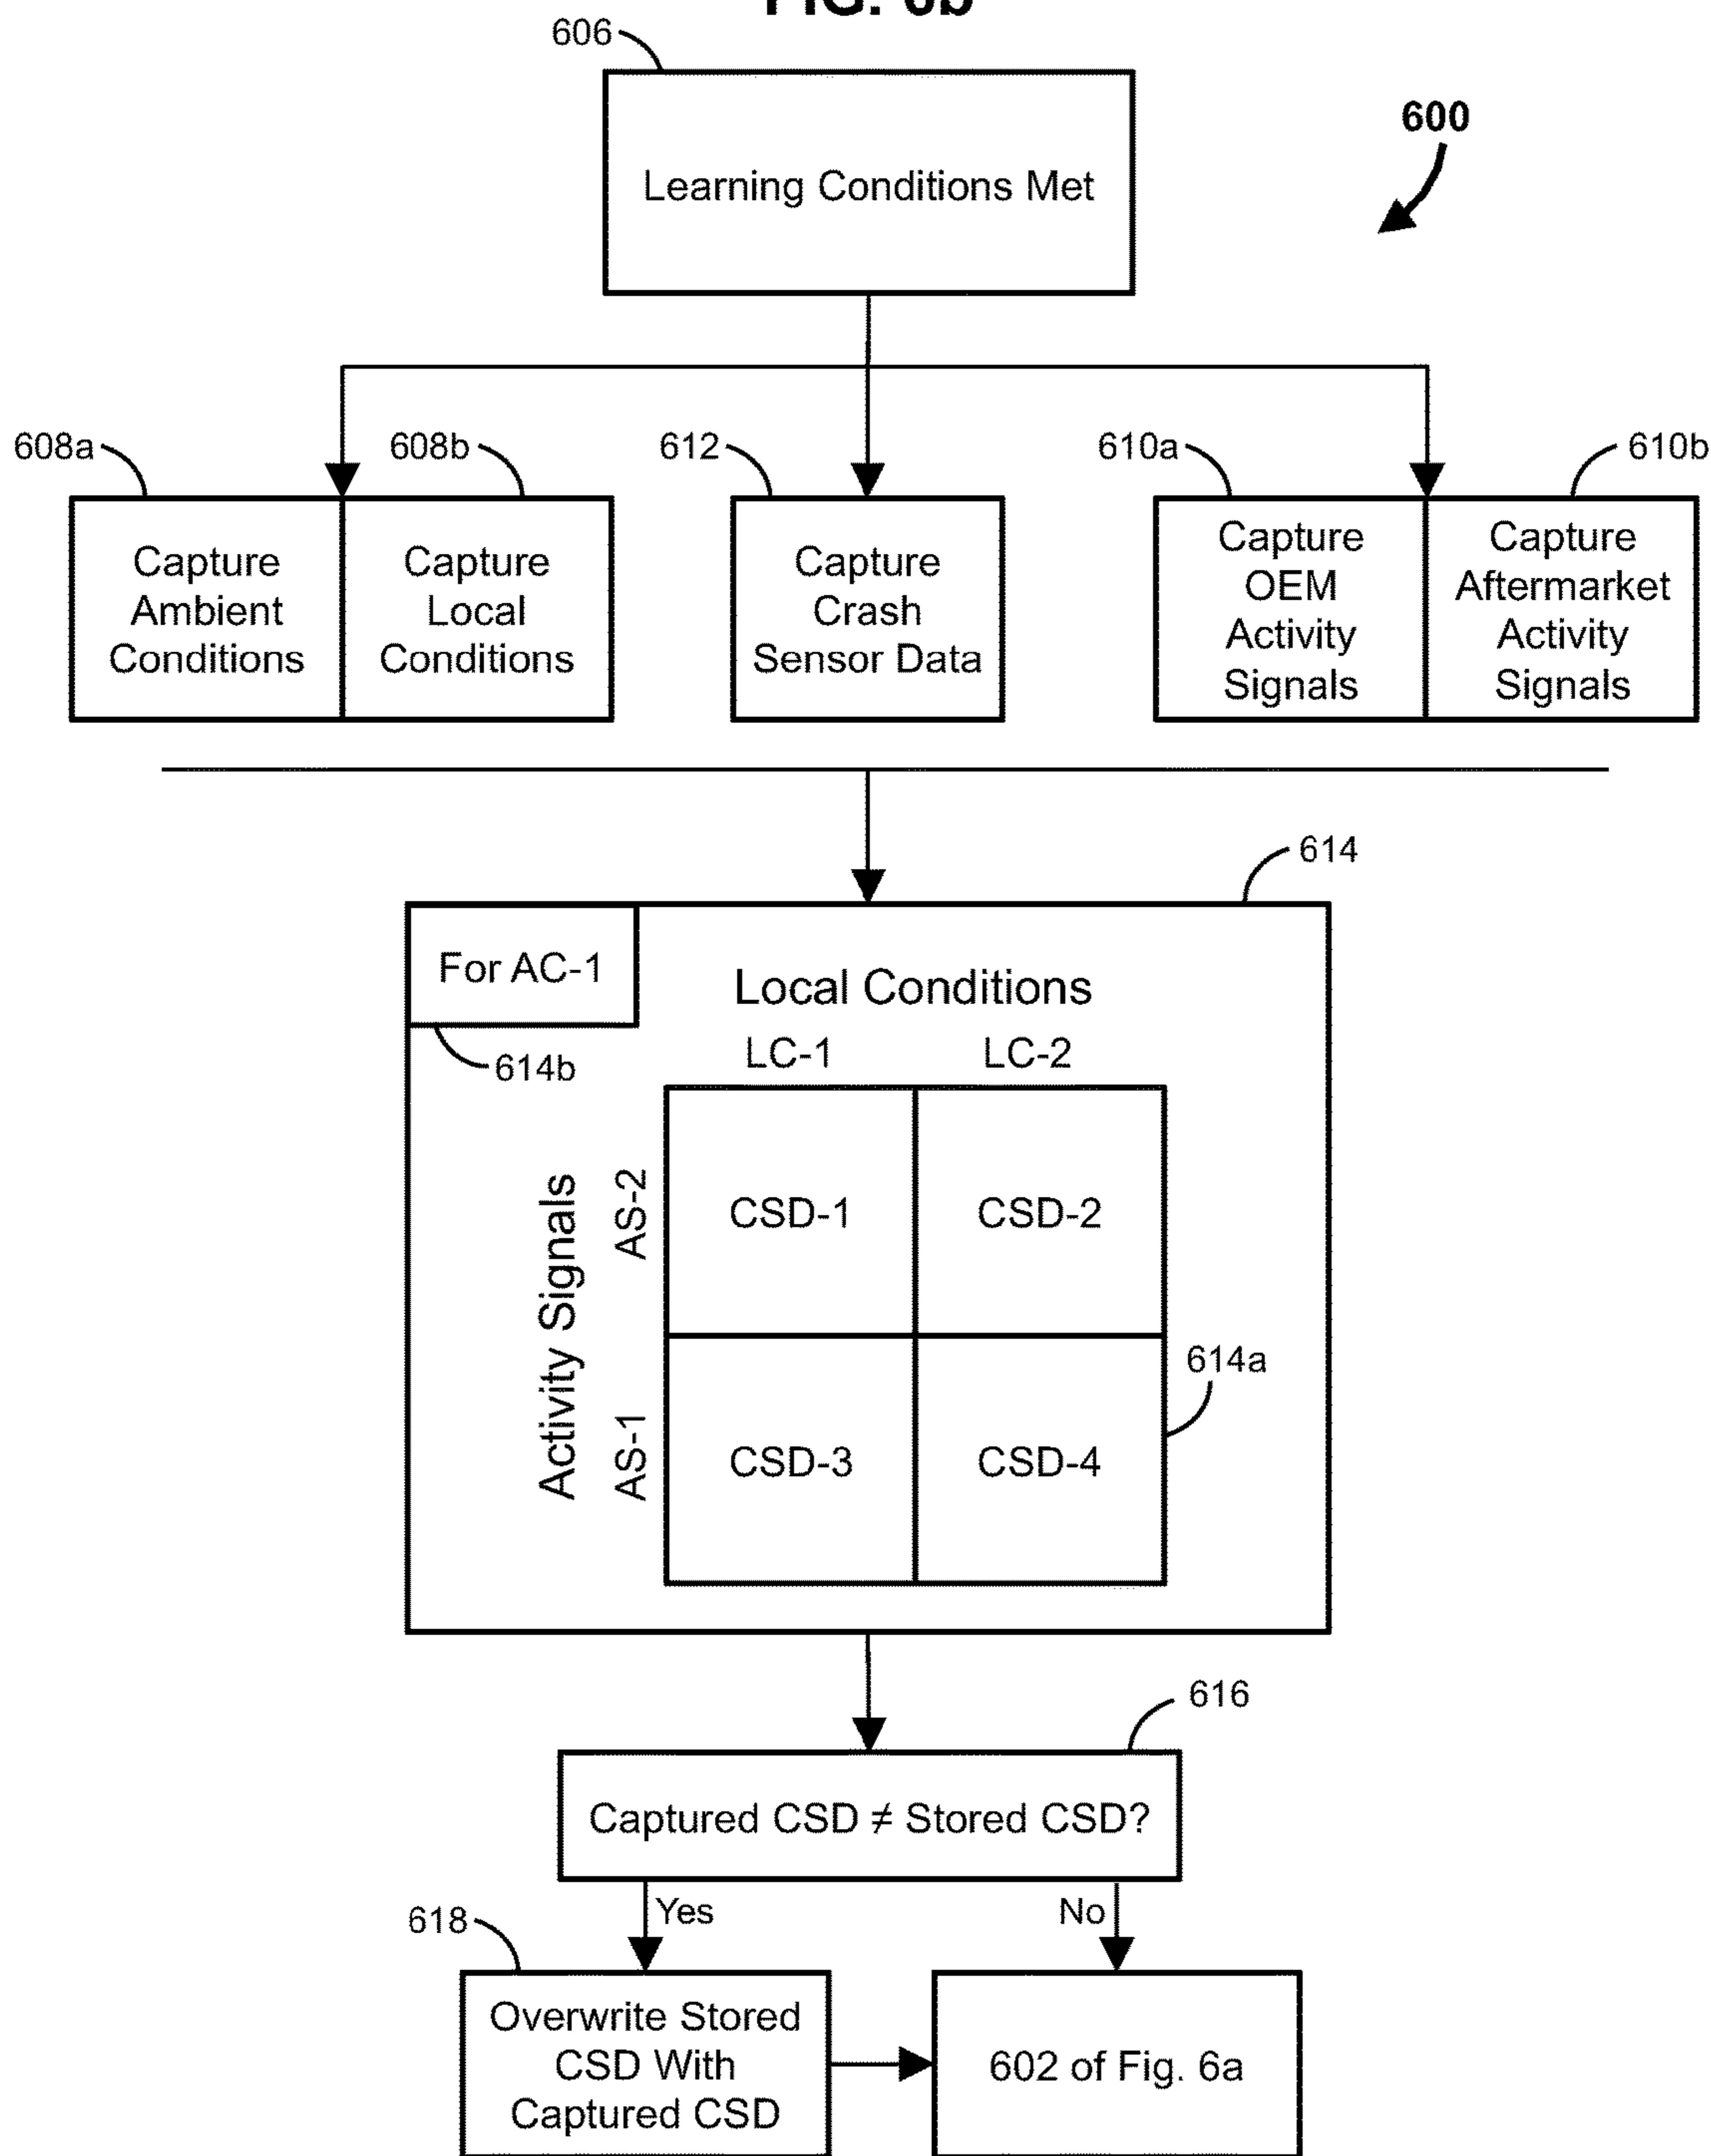 FIG. 6b
606
600
Learning Conditions Met
608a
608b
612
610a
610b
Capture
Ambient
Conditions
Capture
Local
Conditions
Capture
Crash
Sensor Data
Capture
OEM
Activity
Signals
Capture
Aftermarket
Activity
Signals
614
For AC-1
614b
Local Conditions
LC-1
LC-2
Activity Signals
AS-2
AS-1
CSD-1
CSD-2
CSD-3
CSD-4
614a
616
Captured CSD ≠ Stored CSD?
Yes
No
618
Overwrite Stored
CSD With
Captured CSD
602 of Fig. 6a